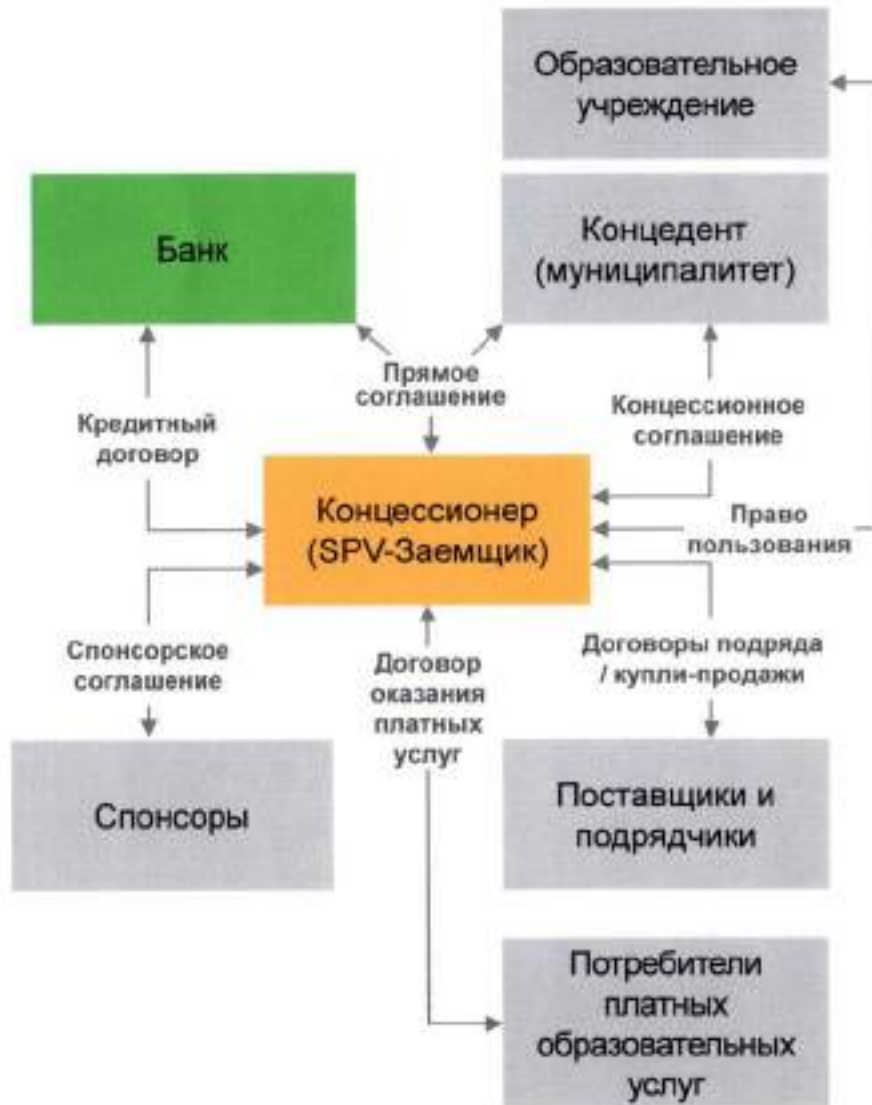 Образовательное
учреждение
Банк
Концедент
(муниципалитет)
Прямое
соглашение
Кредитный
договор
Концессионное
соглашение
Концессионер
(SPV-Заемщик)
Право
пользования
Спонсорское
соглашение
Договор
оказания
платных
услуг
Договоры подряда
/ купли-продажи
Спонсоры
Поставщики и
подрядчики
Потребители
платных
образовательных
услуг